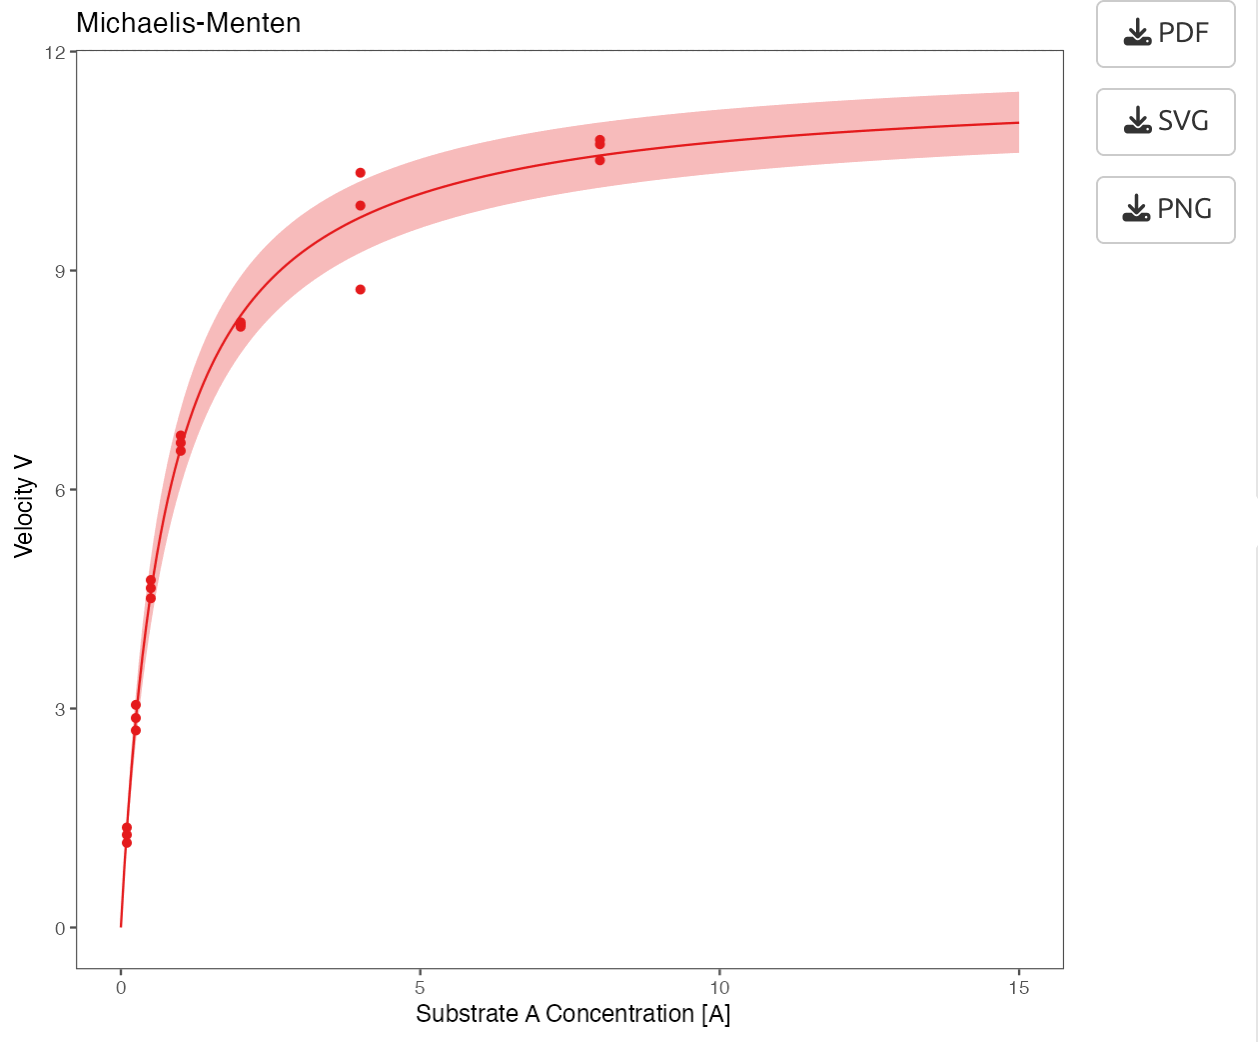 Michaelis-Menten
PDF
SVG
PNG
12
9
6
3
0
Velocity V
0 5 10 15
Substrate A Concentration [A]